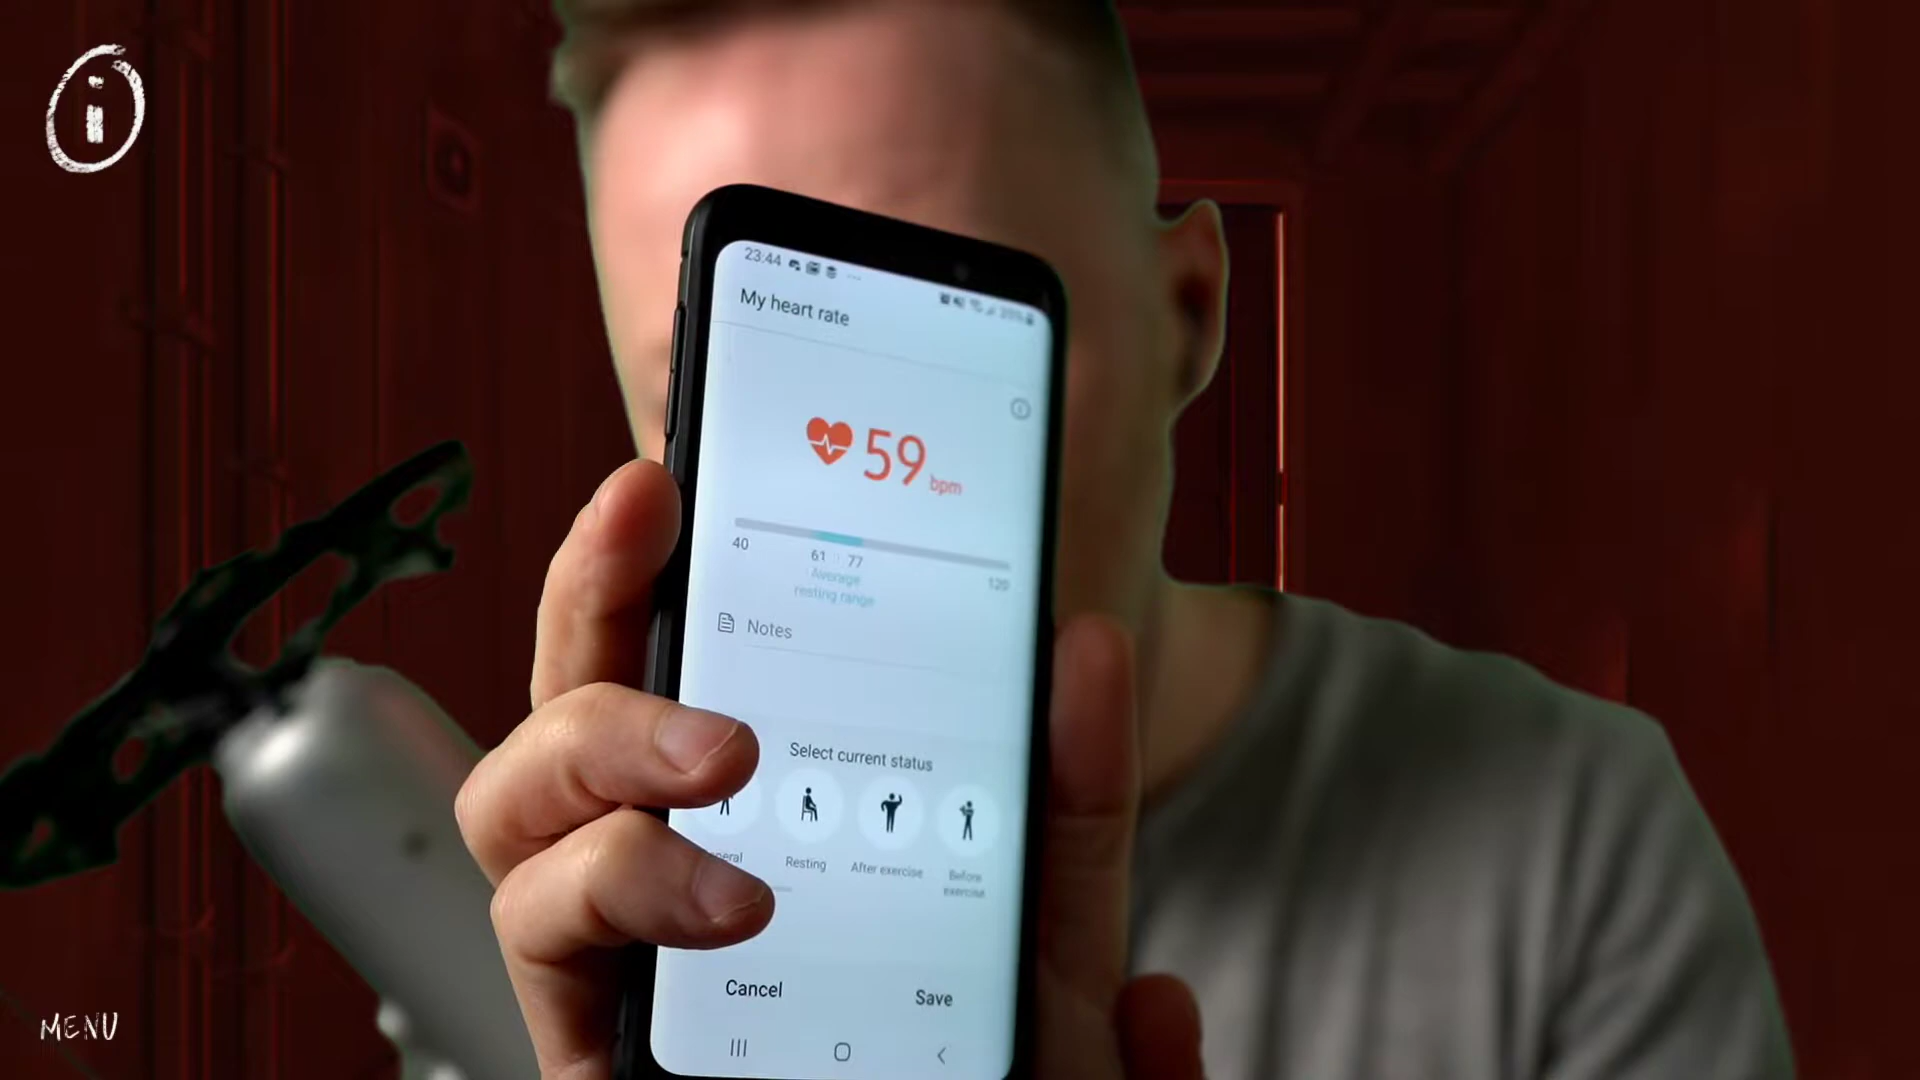 i
23:44
My heart rate
59 bpm
40
61 77
120
Average
resting range
Notes
Select current status
neral
Resting
After exercise
Before
exercise
Cancel
Save
MENU